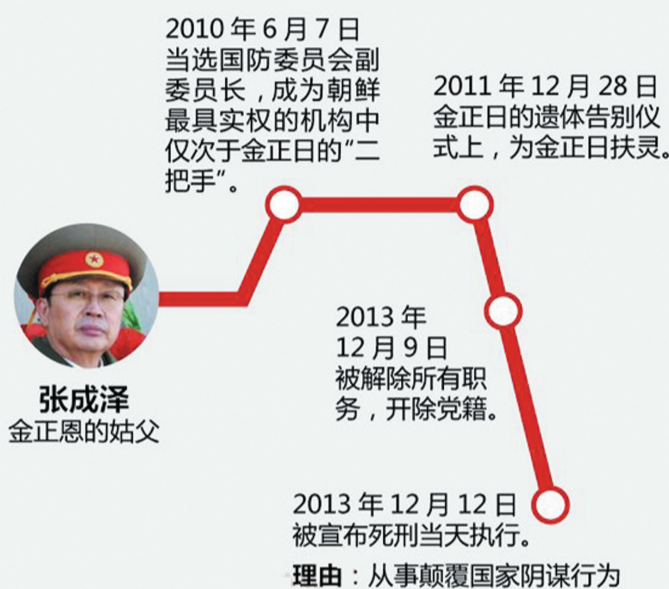 2010 年 6 月 7 日
当选国防委员会副
委员长，成为朝鲜
最具实权的机构中
仅次于金正日的“二
把手”。
2011 年 12 月 28 日
金正日的遗体告别仪
式上，为金正日扶灵。
张成泽
金正恩的姑父
2013 年
12 月 9 日
被解除所有职
务，开除党籍。
2013 年 12 月 12 日
被宣布死刑当天执行。
理由：从事颠覆国家阴谋行为